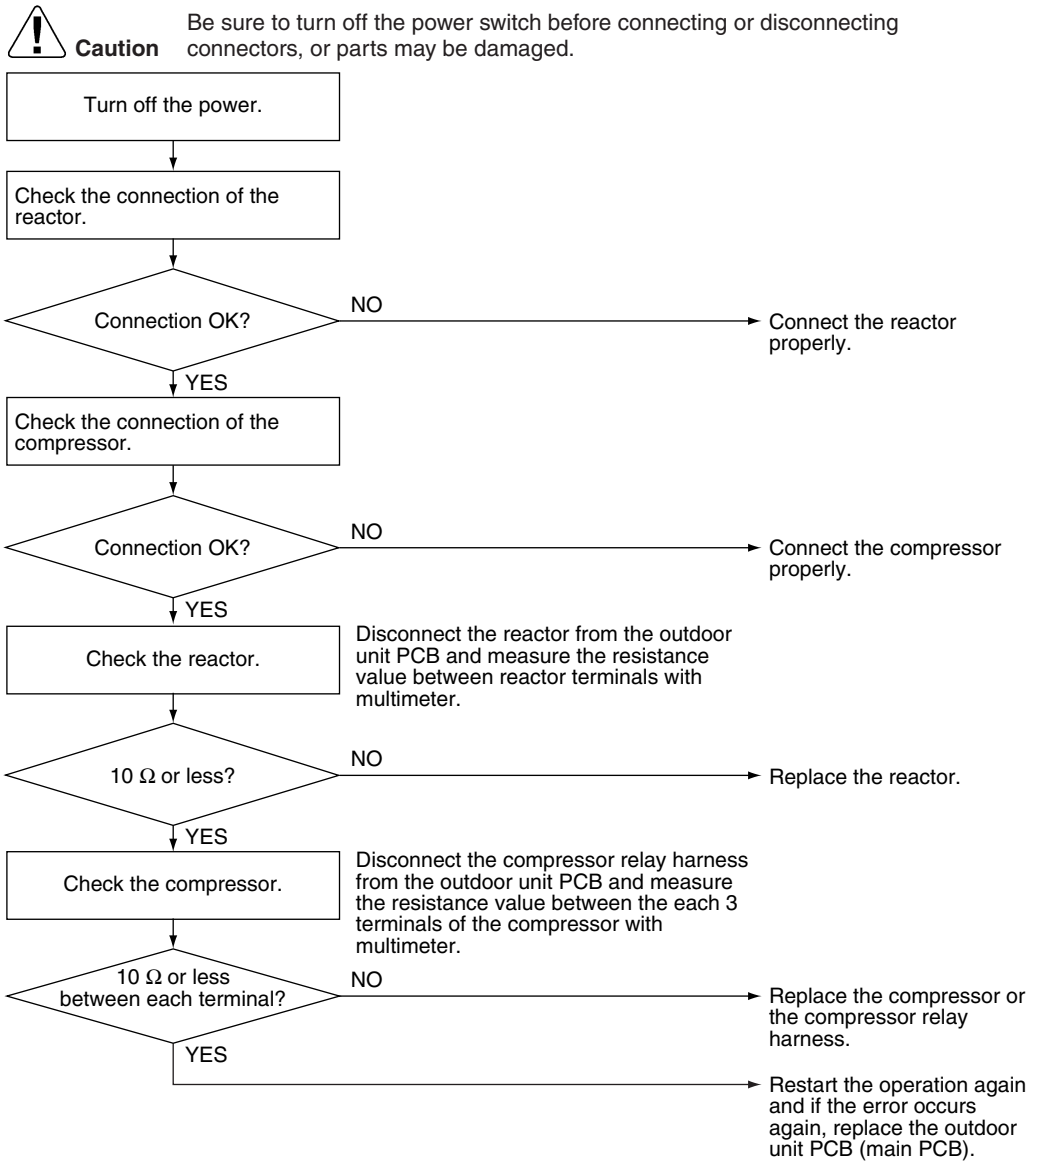 Be sure to turn off the power switch before connecting or disconnecting
Caution connectors, or parts may be damaged.
Turn off the power.
Check the connection of the
reactor.
Connection OK?
NO
Connect the reactor
properly.
YES
Check the connection of the
compressor.
Connection OK?
NO
Connect the compressor
properly.
YES
Check the reactor.
Disconnect the reactor from the outdoor
unit PCB and measure the resistance
value between reactor terminals with
multimeter.
10 Ω or less?
NO
Replace the reactor.
YES
Check the compressor.
Disconnect the compressor relay harness
from the outdoor unit PCB and measure
the resistance value between the each 3
terminals of the compressor with
multimeter.
10 Ω or less
between each terminal?
NO
Replace the compressor or
the compressor relay
harness.
YES
Restart the operation again
and if the error occurs
again, replace the outdoor
unit PCB (main PCB).